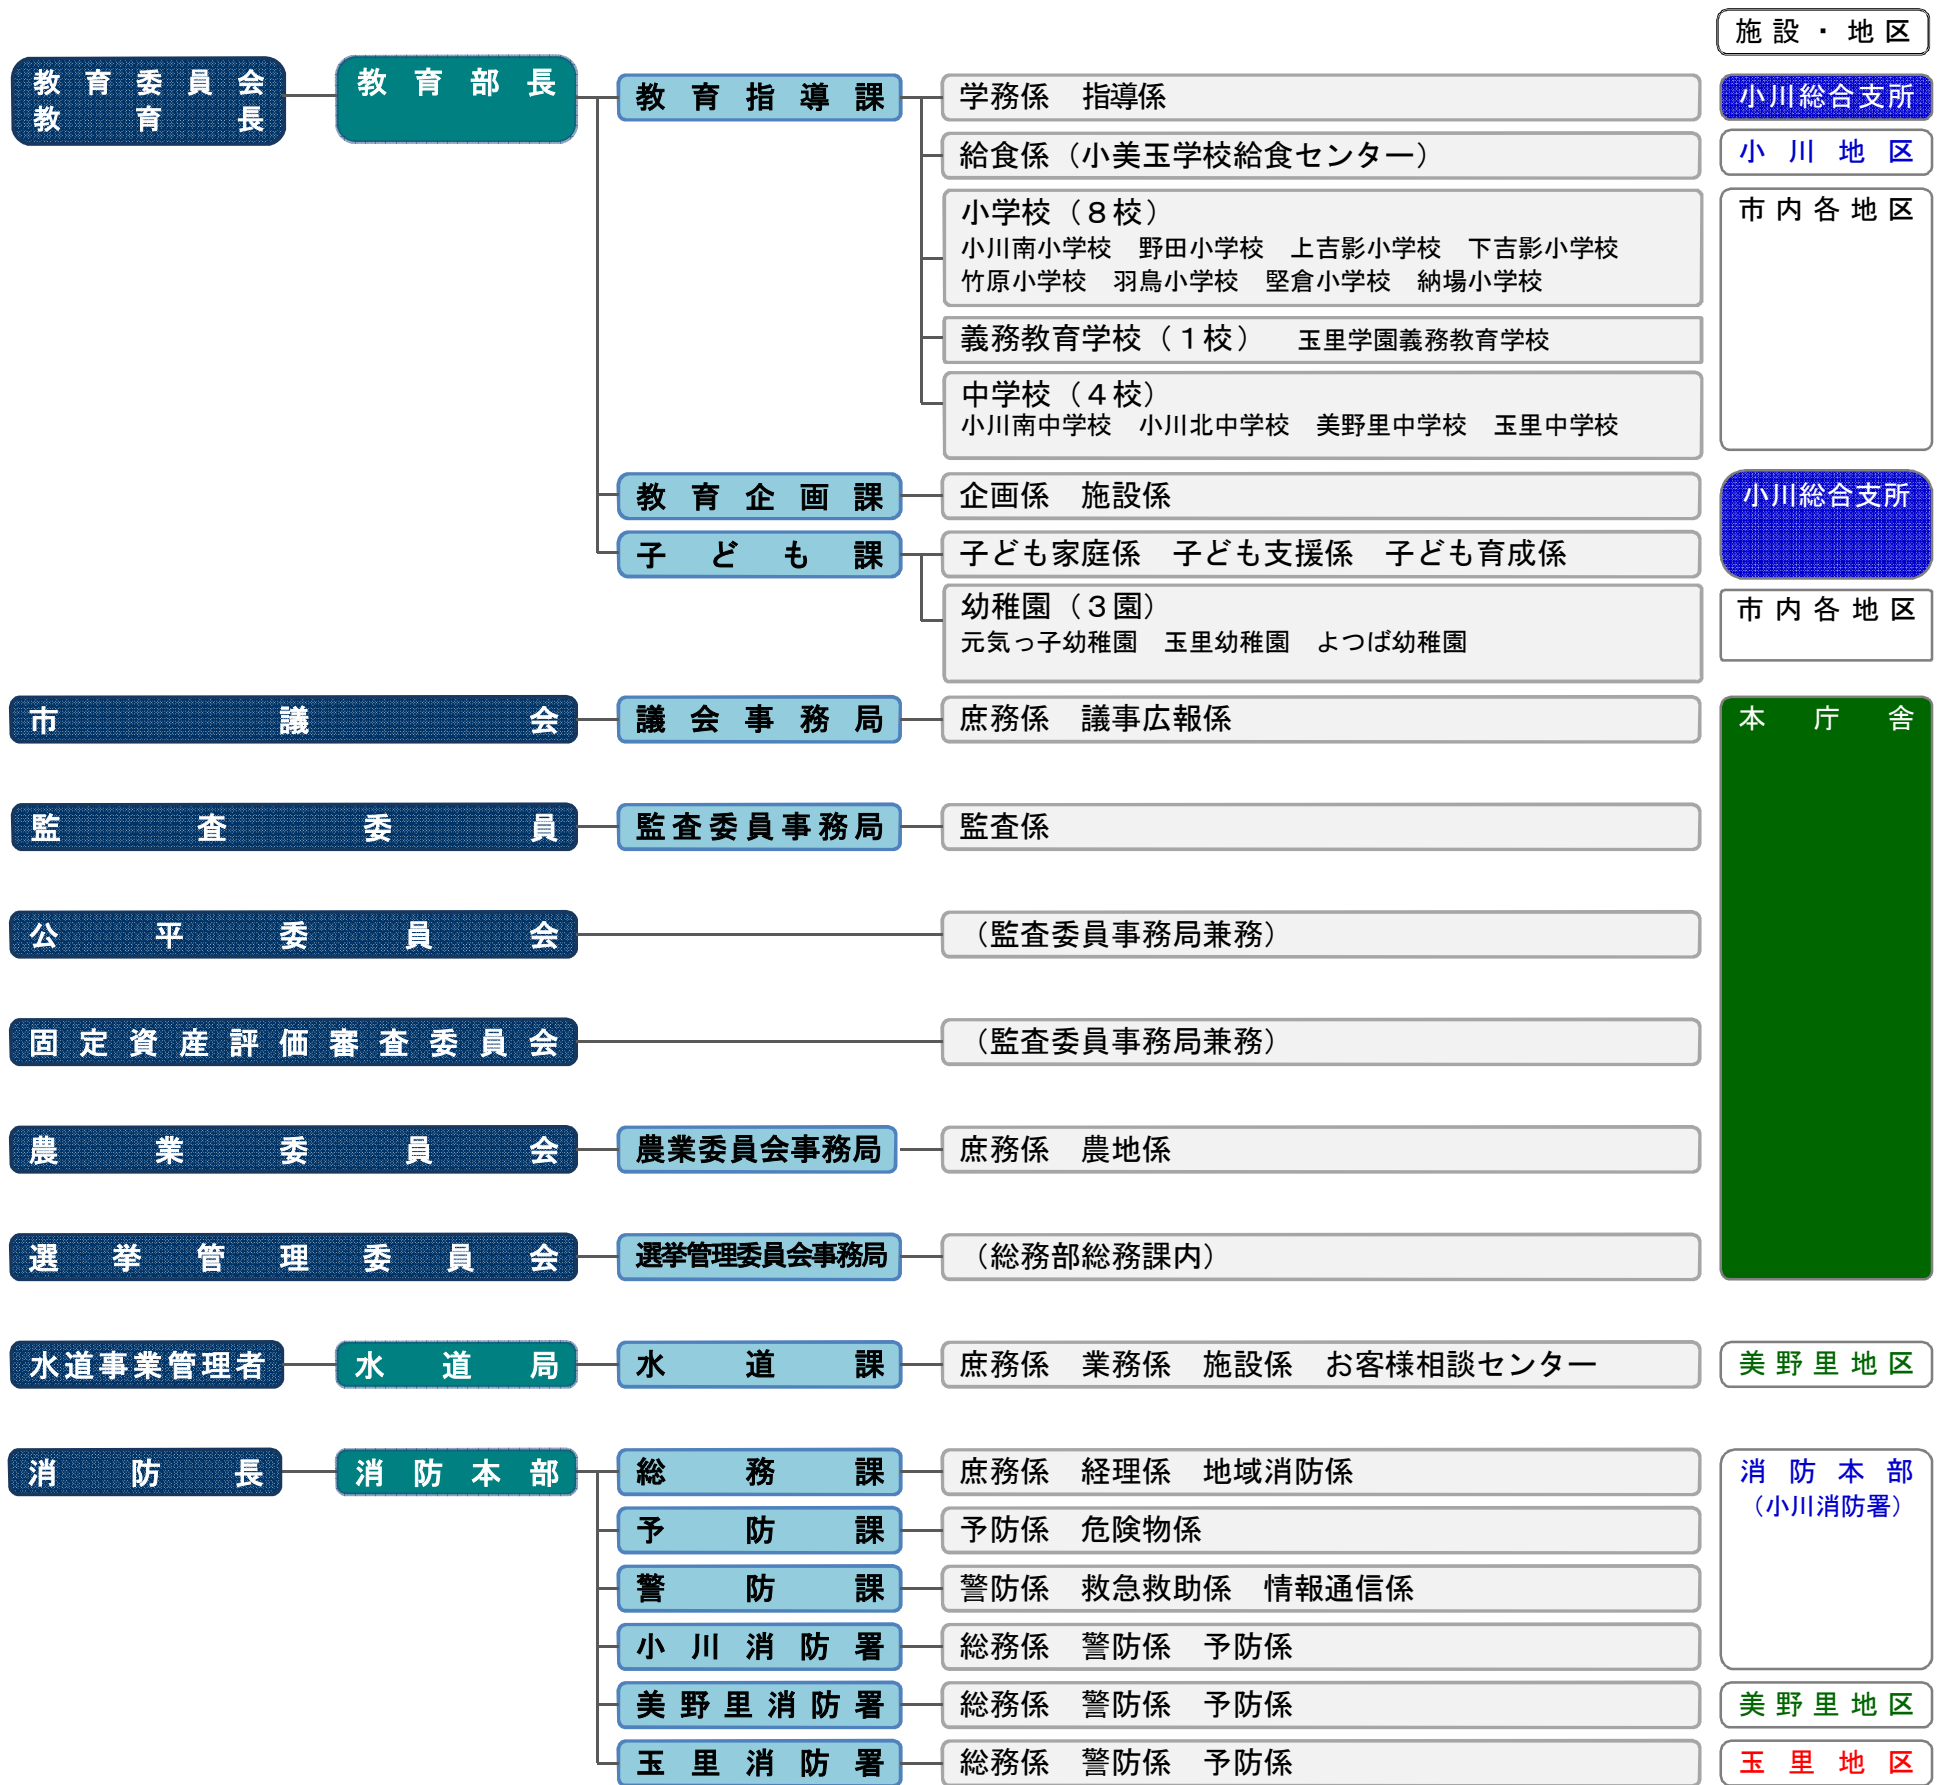 施設・地区
教育委員会
教育長
教育部長
教育指導課
学務係　指導係
小川総合支所
給食係（小美玉学校給食センター）
小川地区
小学校（８校）
小川南小学校　野田小学校　上吉影小学校　下吉影小学校
竹原小学校　羽鳥小学校　堅倉小学校　納場小学校
市内各地区
義務教育学校（１校）　玉里学園義務教育学校
中学校（４校）
小川南中学校　小川北中学校　美野里中学校　玉里中学校
教育企画課
企画係　施設係
小川総合支所
子ども課
子ども家庭係　子ども支援係　子ども育成係
幼稚園（３園）
元気っ子幼稚園　玉里幼稚園　よつば幼稚園
市内各地区
市議会
議会事務局
庶務係　議事広報係
本庁舎
監査委員
監査委員事務局
監査係
公平委員会
（監査委員事務局兼務）
固定資産評価審査委員会
（監査委員事務局兼務）
農業委員会
農業委員会事務局
庶務係　農地係
選挙管理委員会
選挙管理委員会事務局
（総務部総務課内）
水道事業管理者
水道局
水道課
庶務係　業務係　施設係　お客様相談センター
美野里地区
消防長
消防本部
総務課
庶務係　経理係　地域消防係
消防本部
（小川消防署）
予防課
予防係　危険物係
警防課
警防係　救急救助係　情報通信係
小川消防署
総務係　警防係　予防係
美野里消防署
総務係　警防係　予防係
美野里地区
玉里消防署
総務係　警防係　予防係
玉里地区